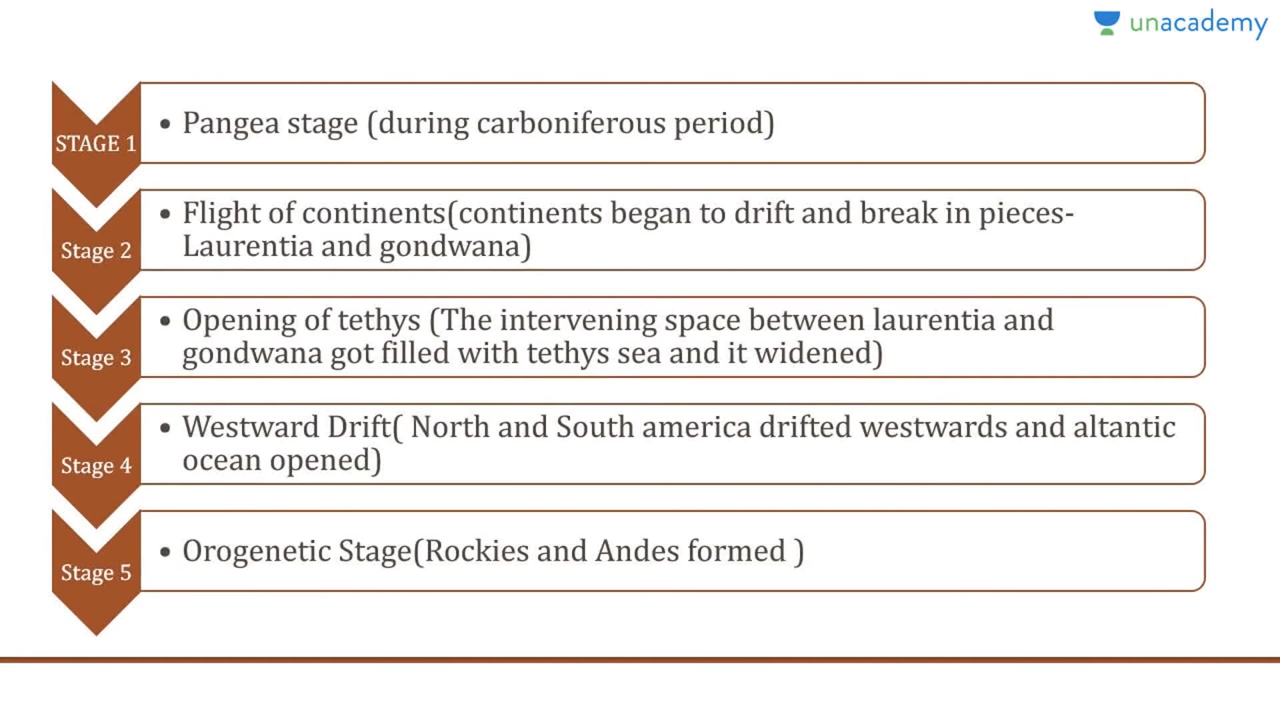 unacademy
STAGE 1
• Pangea stage (during carboniferous period)
Stage 2
• Flight of continents(continents began to drift and break in pieces-
Laurentia and gondwana)
Stage 3
• Opening of tethys (The intervening space between laurentia and
gondwana got filled with tethys sea and it widened)
Stage 4
• Westward Drift( North and South america drifted westwards and altantic
ocean opened)
Stage 5
• Orogenetic Stage(Rockies and Andes formed )